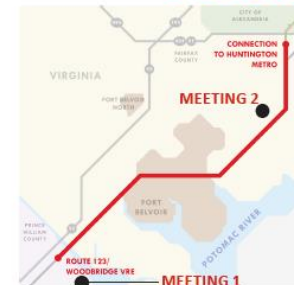 CITY OF
ALEXANDRIA
CONNECTION
TO HUNTINGTON
METRO
FAIRFAX
COUNTY
VIRGINIA
FORT BELVOIR
NORTH
MEETING 2
FORT
BELVOIR
PRINCE
WILLIAM
COUNTY
POTOMAC RIVER
ROUTE 123/
WOODBRIDGE VRE
MEETING 1